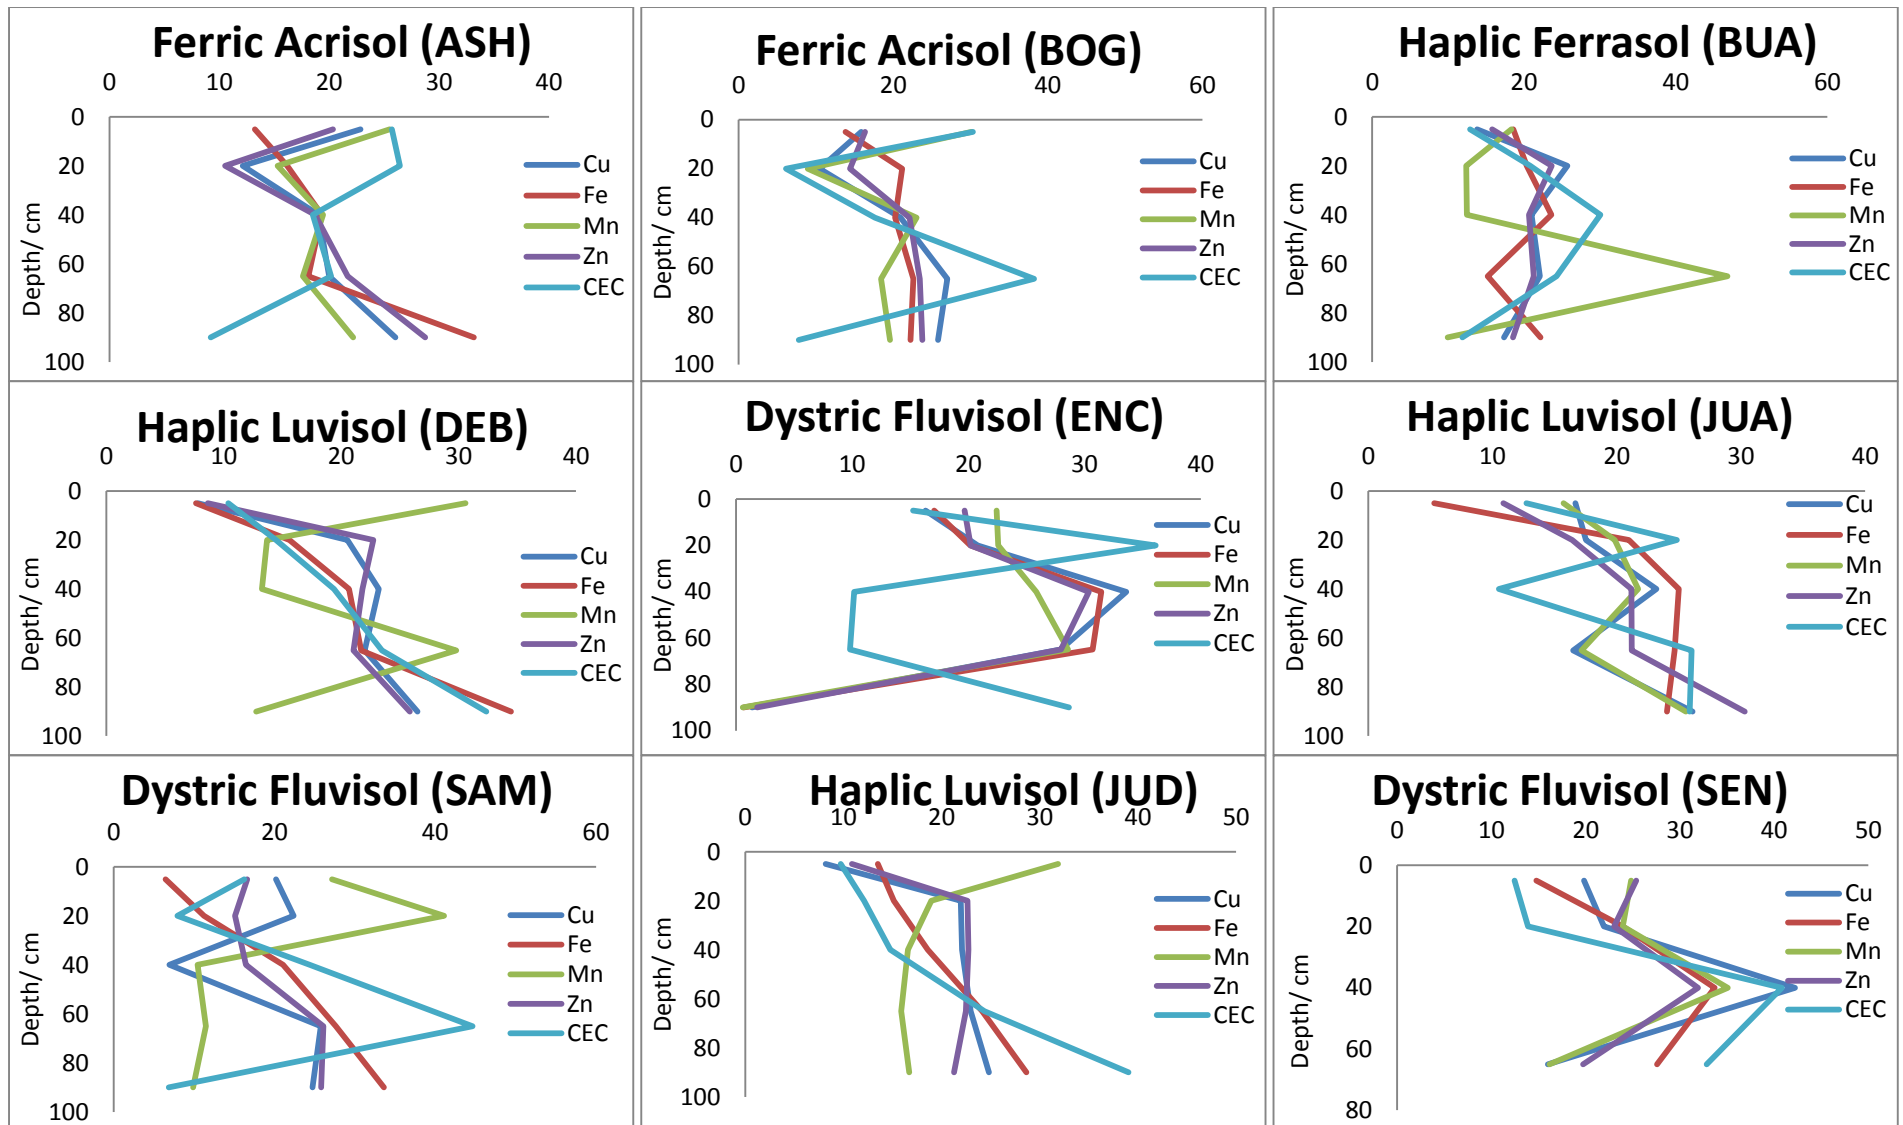 Ferric Acrisol (ASH)
0 10 20 30 40
0
20
40
60
80
100
Depth/ cm
Cu
Fe
Mn
Zn
CEC
Ferric Acrisol (BOG)
0 20 40 60
0
20
40
60
80
100
Depth/ cm
Cu
Fe
Mn
Zn
CEC
Haplic Ferrasol (BUA)
0 20 40 60
0
20
40
60
80
100
Depth/ cm
Cu
Fe
Mn
Zn
CEC
Haplic Luvisol (DEB)
0 10 20 30 40
0
20
40
60
80
100
Depth/ cm
Cu
Fe
Mn
Zn
CEC
Dystric Fluvisol (ENC)
0 10 20 30 40
0
20
40
60
80
100
Depth/ cm
Cu
Fe
Mn
Zn
CEC
Haplic Luvisol (JUA)
0 10 20 30 40
0
20
40
60
80
100
Depth/ cm
Cu
Fe
Mn
Zn
CEC
Dystric Fluvisol (SAM)
0 20 40 60
0
20
40
60
80
100
Depth/ cm
Cu
Fe
Mn
Zn
CEC
Haplic Luvisol (JUD)
0 10 20 30 40 50
0
20
40
60
80
100
Depth/ cm
Cu
Fe
Mn
Zn
CEC
Dystric Fluvisol (SEN)
0 10 20 30 40 50
0
20
40
60
80
Depth/ cm
Cu
Fe
Mn
Zn
CEC